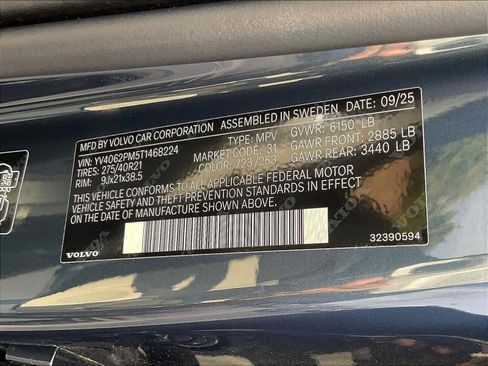 MFD BY VOLVO CAR CORPORATION ASSEMBLED IN SWEDEN DATE: 09/25
VIN: YV4062PM5T1468224 TYPE: MPV GVWR: 6150 LB
TIRES: 275/40R21 MARKET CODE: 31 GAWR FRONT: 2885 LB
RIM: 9Jx21x38.5 COLOR: 723/253 GAWR REAR: 3440 LB
THIS VEHICLE CONFORMS TO ALL APPLICABLE FEDERAL MOTOR
VEHICLE SAFETY STANDARDS IN EFFECT ON THE DATE OF
MANUFACTURE SHOWN ABOVE.
VOLVO
32390594